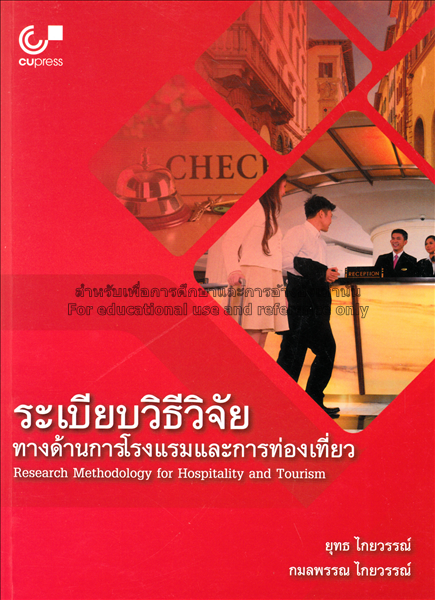 cupress
CHEC
RECEPTION
สำหรับเพื่อการศึกษาและการอ้างอิงเท่านั้น
For educational use and reference only
ระเบียบวิธีวิจัย
ทางด้านการโรงแรมและการท่องเที่ยว
Research Methodology for Hospitality and Tourism
ยุทธ ไกยวรรณ์
กมลพรรณ ไกยวรรณ์